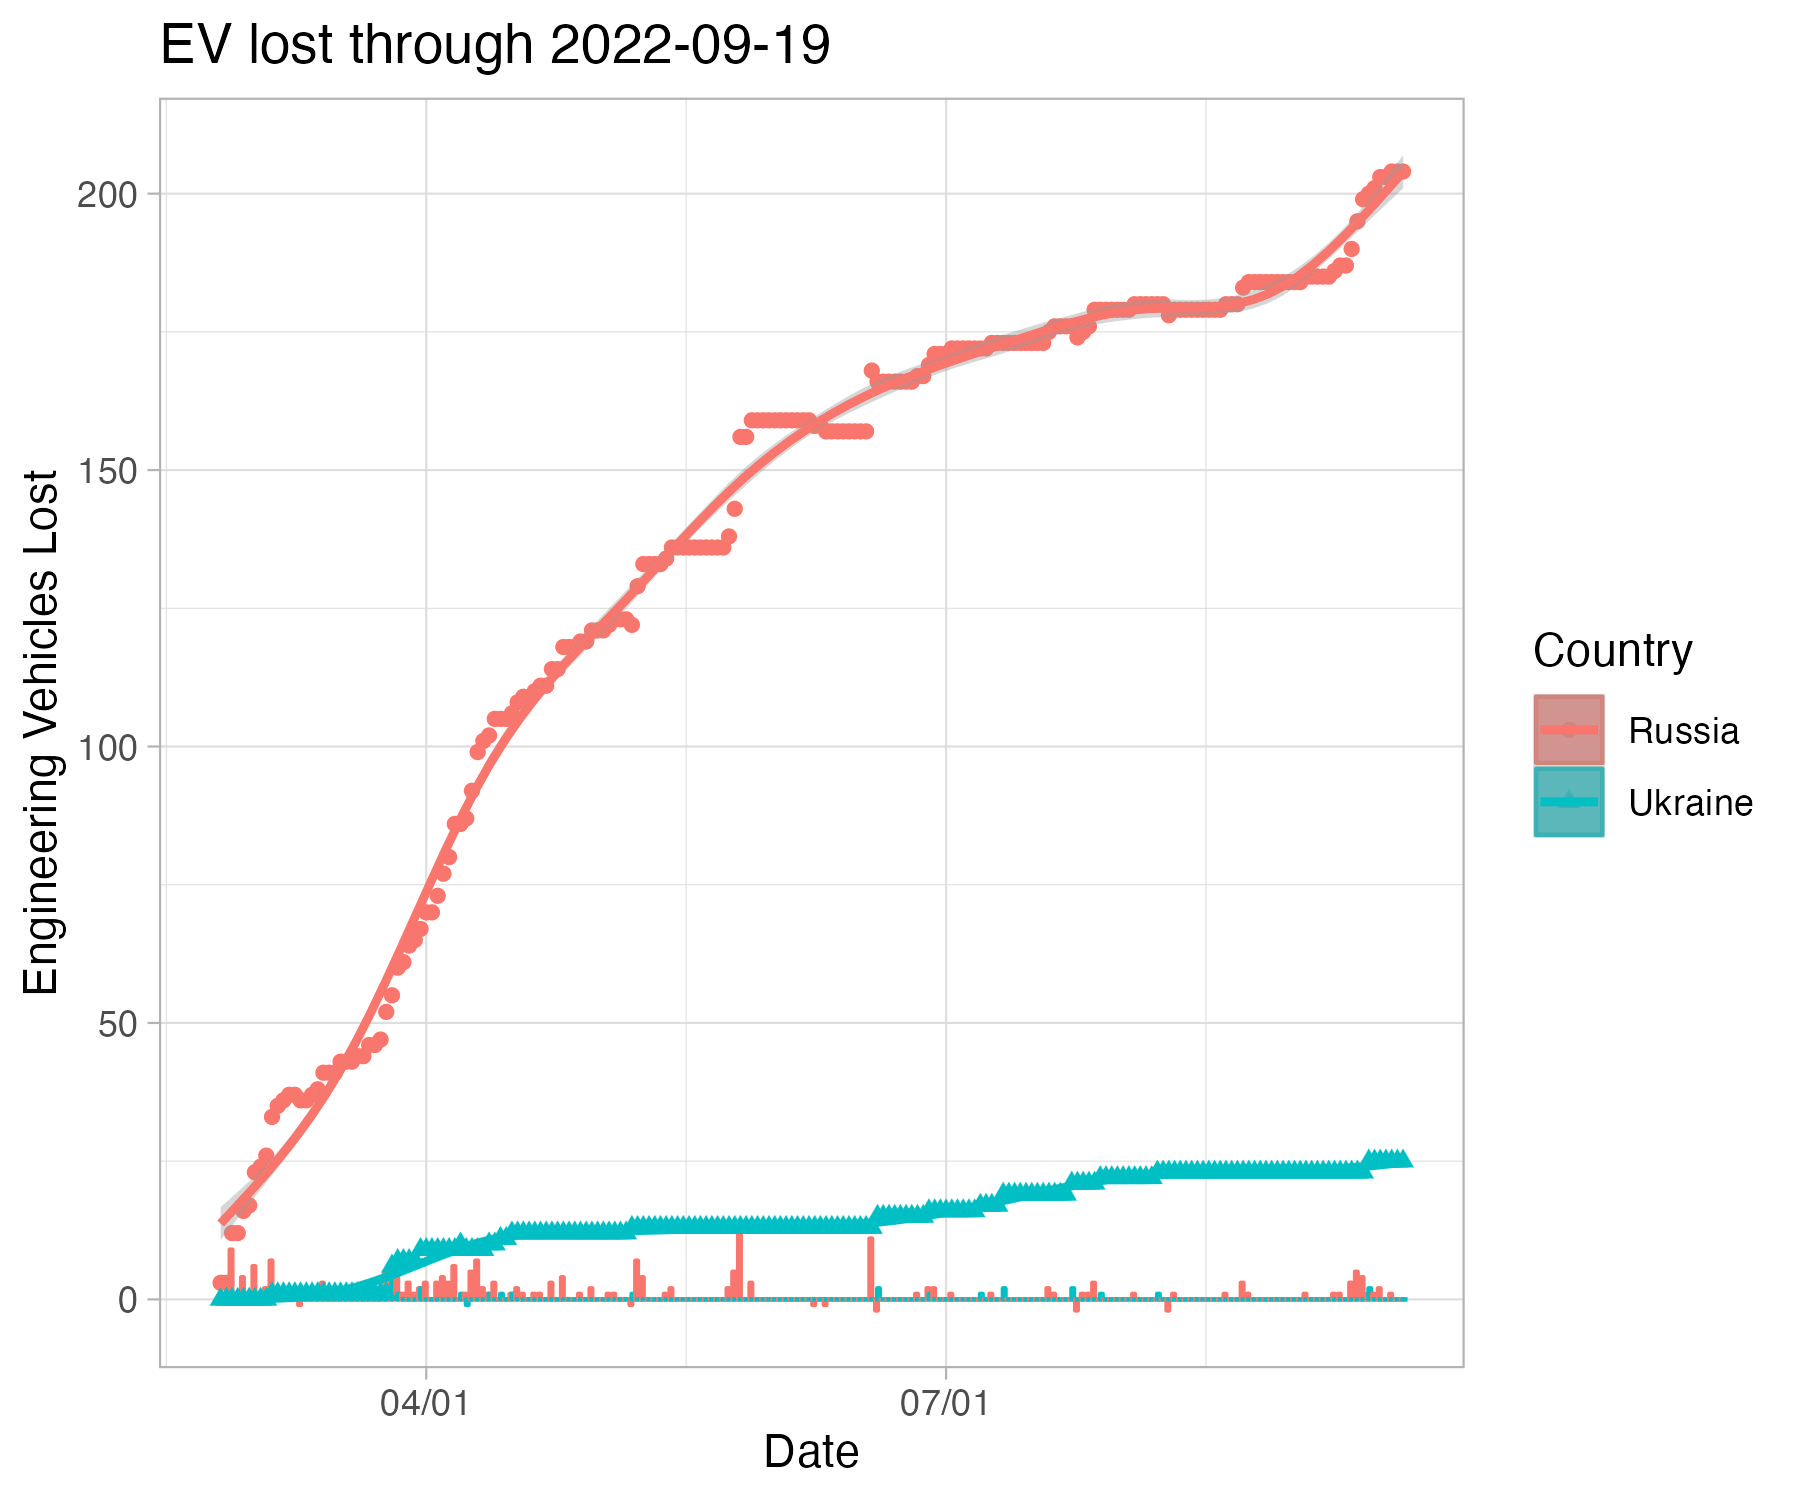 EV lost through 2022-09-19
Engineering Vehicles Lost
200
150
100
50
0
04/01
07/01
Date
Country
Russia
Ukraine